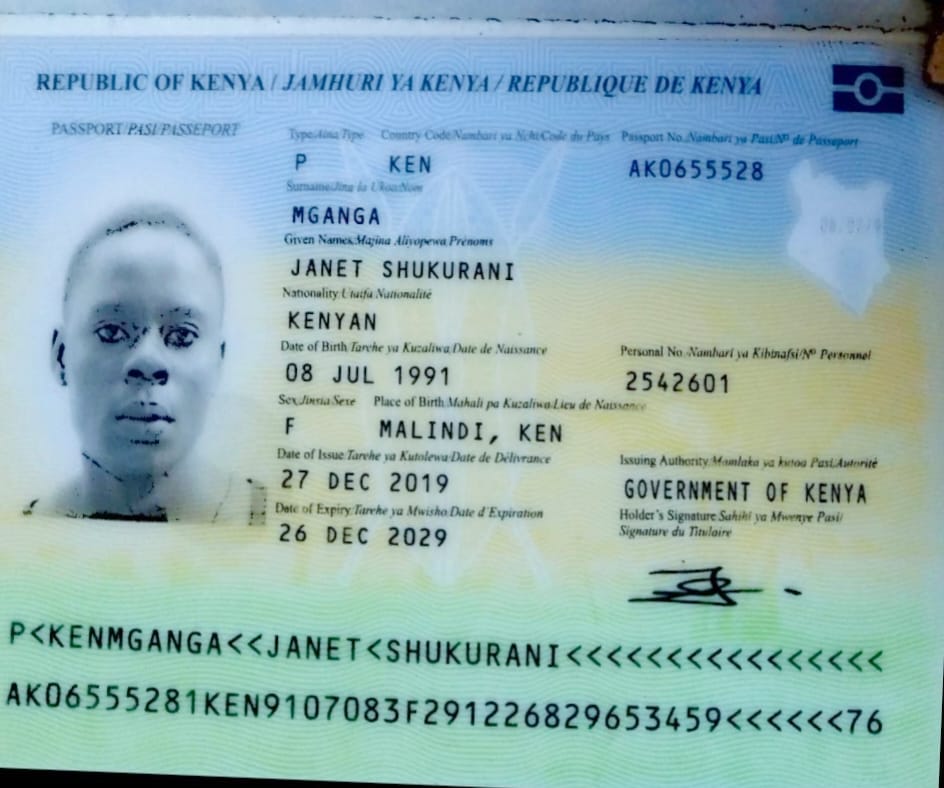 REPUBLIC OF KENYA / JAMHURI YA KENYA / REPUBLIQUE DE KENYA
PASSPORT/PASI/PASSEPORT
Type/Aina/Type Country Code/Nambari ya Nchi/Code du Pays Passport No./Nambari ya Pasi/Nº de Passeport
P KEN AK0655528
Surname/Jina la Ukoo/Nom
MGANGA
Given Names/Majina Aliyopewa/Prénoms
JANET SHUKURANI
Nationality/Utaifa/Nationalité
KENYAN
Date of Birth/Tarehe ya Kuzaliwa/Date de Naissance Personal No./Nambari ya Kibinafsi/Nº Personnel
08 JUL 1991 2542601
Sex/Jinsia/Sexe Place of Birth/Mahali pa Kuzaliwa/Lieu de Naissance
F MALINDI, KEN
Date of Issue/Tarehe ya Kutolewa/Date de Délivrance Issuing Authority/Mamlaka ya kutoa Pasi/Autorité
27 DEC 2019 GOVERNMENT OF KENYA
Date of Expiry/Tarehe ya Mwisho/Date d'Expiration Holder's Signature/Sahihi ya Mwenye Pasi/
Signature du Titulaire
26 DEC 2029
P<KENMGANGA<<JANET<SHUKURANI<<<<<<<<<<<<<<<<
AK06555281KEN9107083F291226829653459<<<<<<76